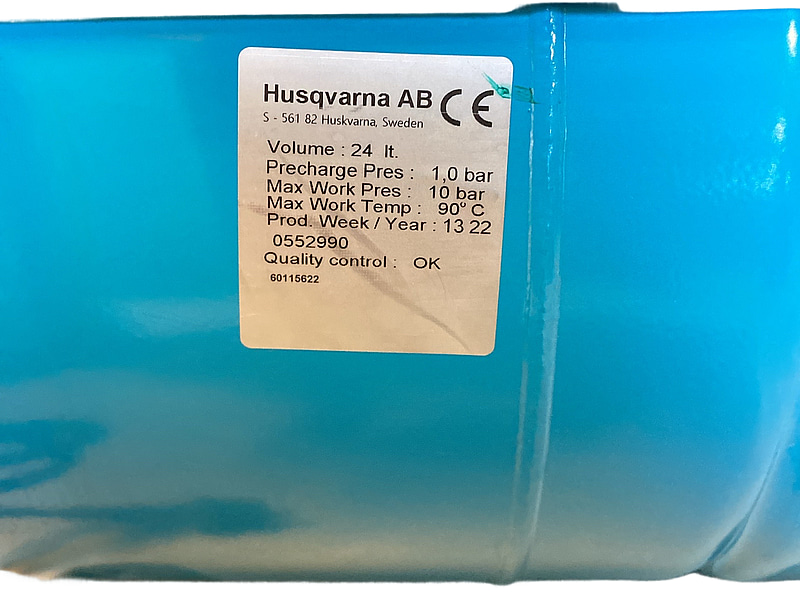 Husqvarna AB CE
S - 561 82 Huskvarna, Sweden
Volume : 24 lt.
Precharge Pres : 1,0 bar
Max Work Pres : 10 bar
Max Work Temp : 90° C
Prod. Week / Year : 13 22
0552990
Quality control : OK
60115622